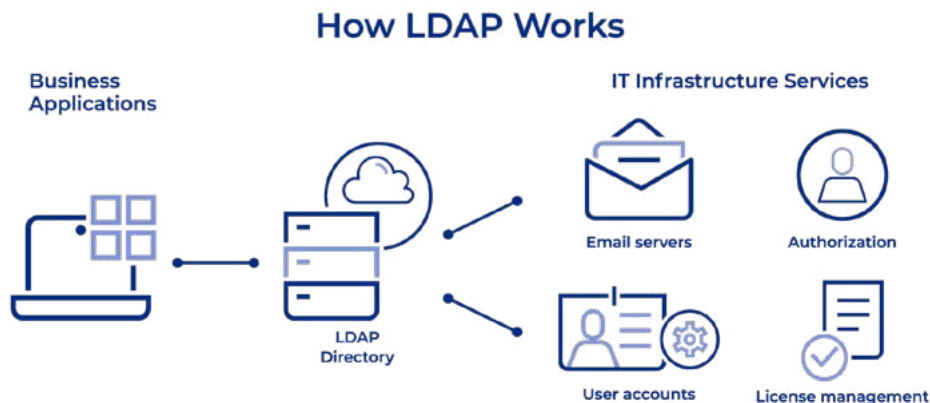 How LDAP Works
Business
Applications
IT Infrastructure Services
LDAP
Directory
Email servers
Authorization
User accounts
License management